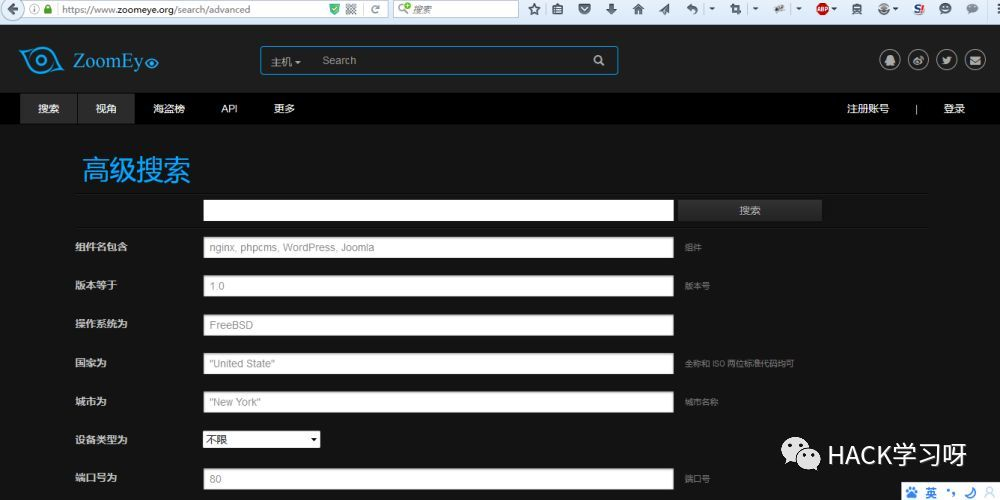 https://www.zoomeye.org/search/advanced
搜索
ABP
ZoomEye
主机
Search
搜索
视角
海盗榜
API
更多
注册账号 | 登录
高级搜索
搜索
组件名包含
nginx, phpcms, WordPress, Joomla
组件
版本等于
1.0
版本号
操作系统为
FreeBSD
国家为
"United State"
全称和 ISO 两位标准代码均可
城市为
"New York"
城市名称
设备类型为
不限
端口号为
80
端口号
HACK学习呀
英